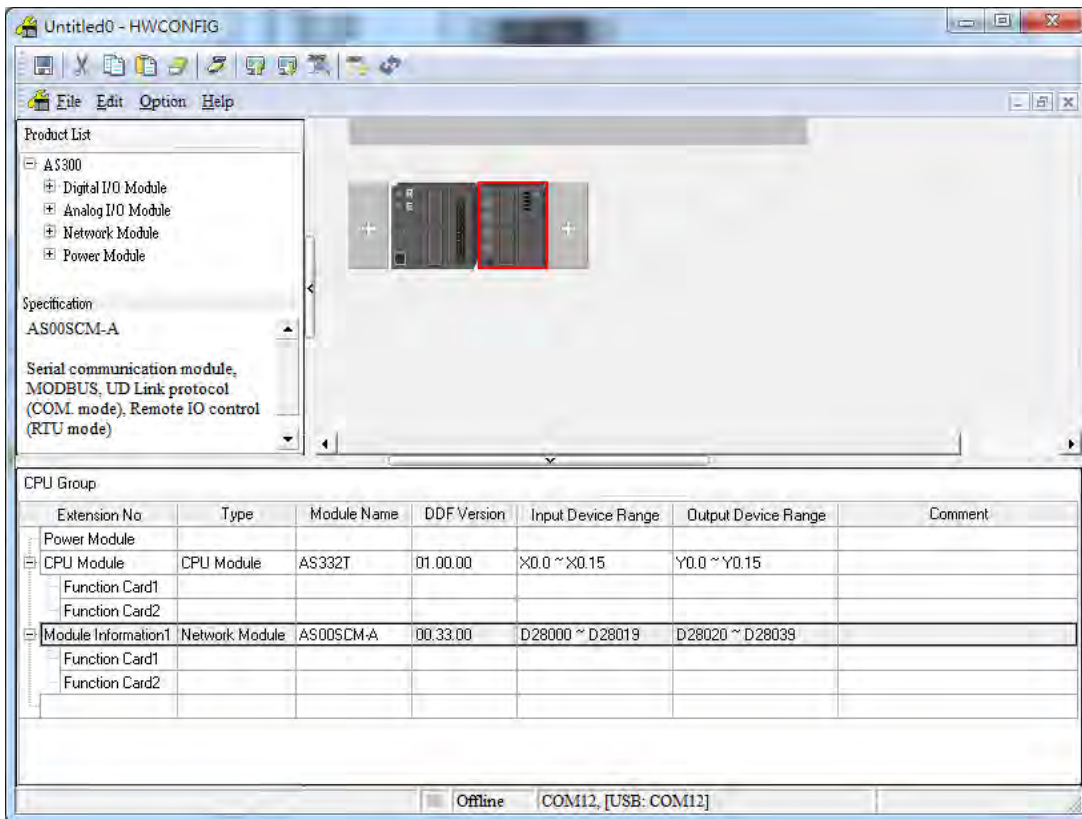 Untitled0 - HWCONFIG
File Edit Option Help
Product List
AS300
Digital I/O Module
Analog I/O Module
Network Module
Power Module
Specification
AS00SCM-A
Serial communication module,
MODBUS, UD Link protocol
(COM. mode), Remote IO control
(RTU mode)
CPU Group
Extension No Type Module Name DDF Version Input Device Range Output Device Range Comment
Power Module
CPU Module CPU Module AS332T 01.00.00 X0.0 ~ X0.15 Y0.0 ~ Y0.15
Function Card1
Function Card2
Module Information1 Network Module AS00SCM-A 00.33.00 D28000 ~ D28019 D28020 ~ D28039
Function Card1
Function Card2
Offline COM12, [USB: COM12]